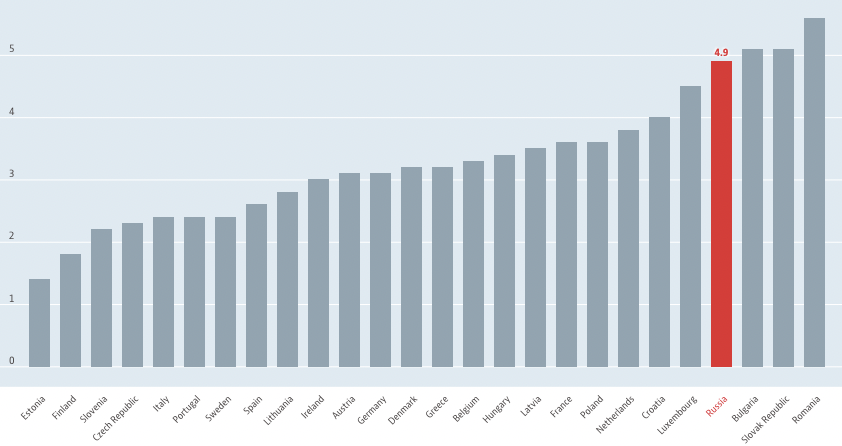 5
4.9
4
3
2
1
0
Estonia
Finland
Slovenia
Czech Republic
Italy
Portugal
Sweden
Spain
Lithuania
Ireland
Austria
Germany
Denmark
Greece
Belgium
Hungary
Latvia
France
Poland
Netherlands
Croatia
Luxembourg
Russia
Bulgaria
Slovak Republic
Romania